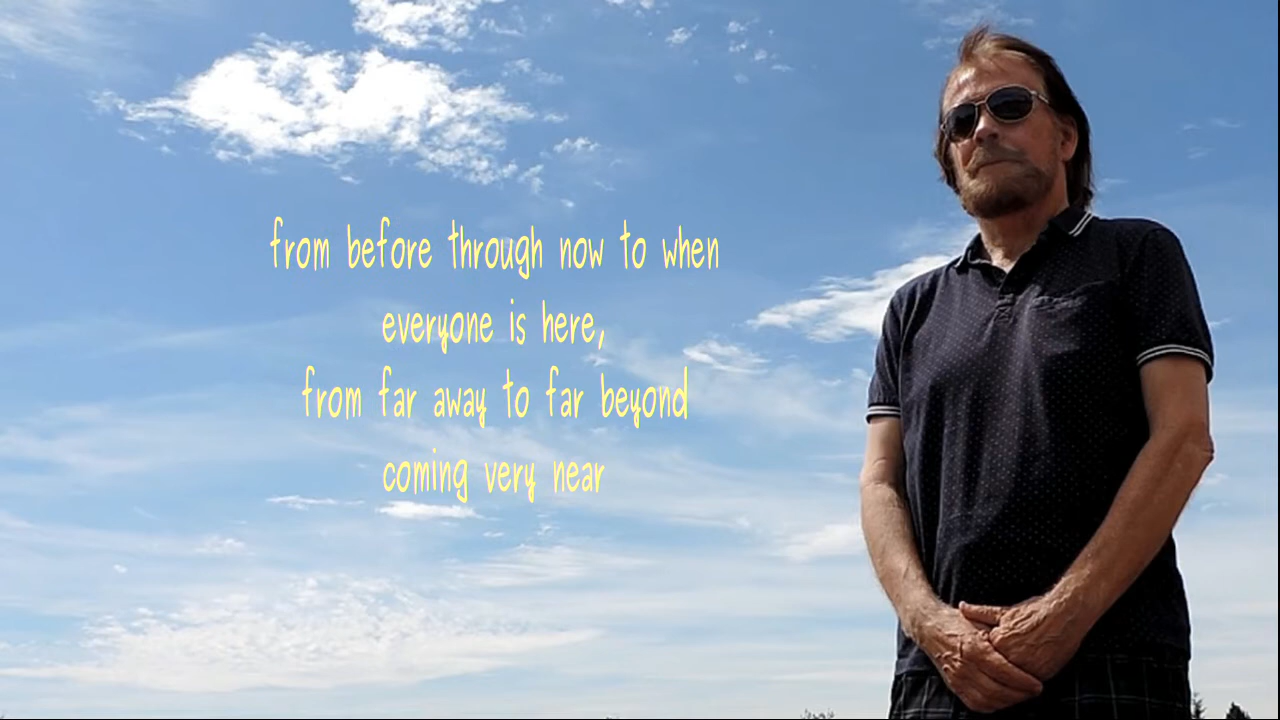 from before through now to when
everyone is here,
from far away to far beyond
coming very near